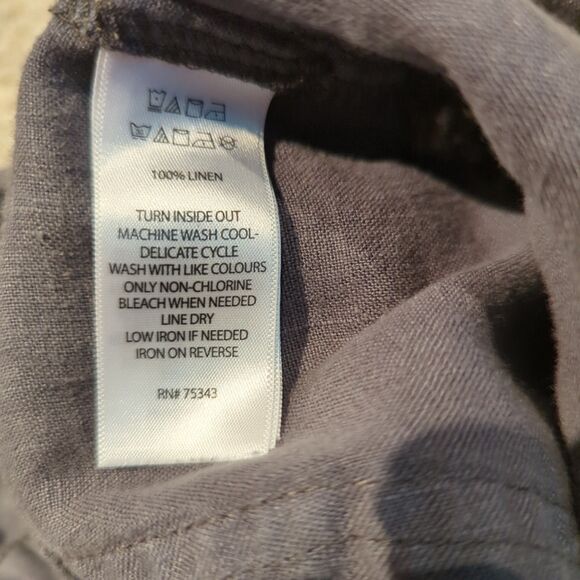 100% LINEN
TURN INSIDE OUT
MACHINE WASH COOL-
DELICATE CYCLE
WASH WITH LIKE COLOURS
ONLY NON-CHLORINE
BLEACH WHEN NEEDED
LINE DRY
LOW IRON IF NEEDED
IRON ON REVERSE
RN# 75343